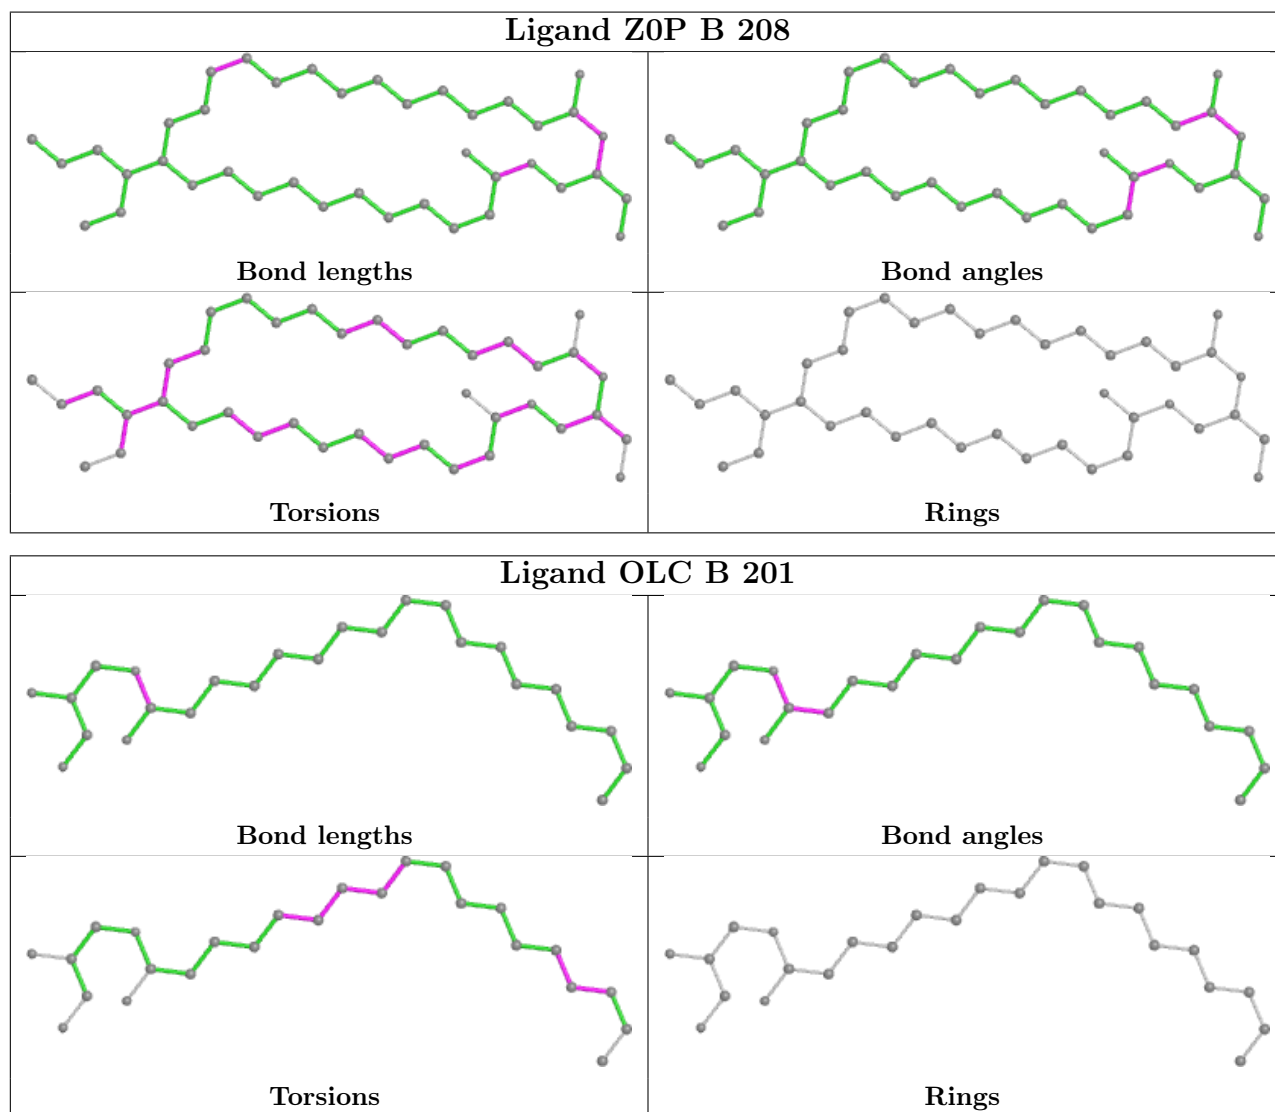 Ligand Z0P B 208
Bond lengths
Bond angles
Torsions
Rings
Ligand OLC B 201
Bond lengths
Bond angles
Torsions
Rings